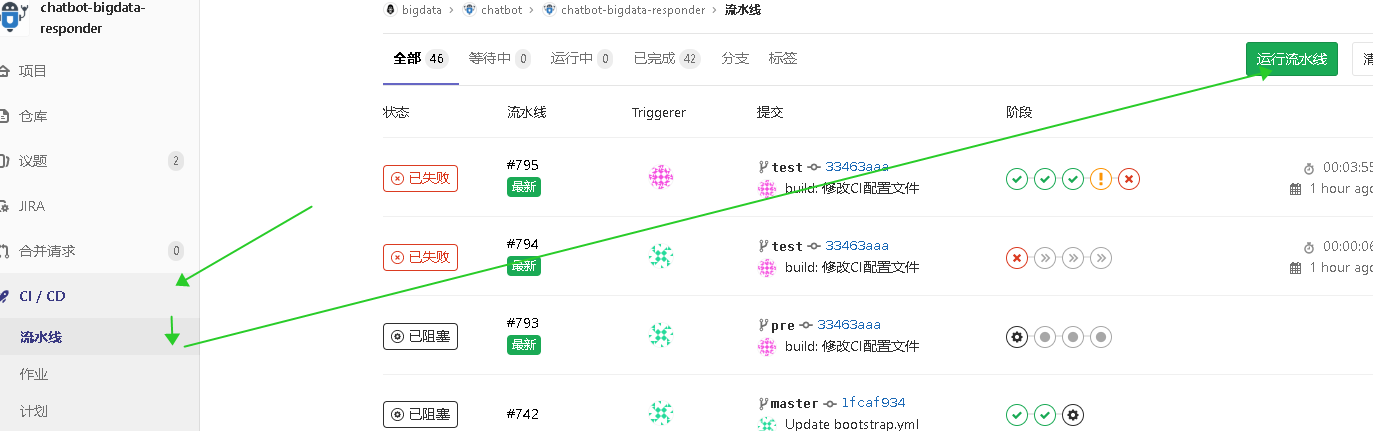 chatbot-bigdata-
responder
项目
仓库
议题 2
JIRA
合并请求 0
CI / CD
流水线
作业
计划
bigdata > chatbot > chatbot-bigdata-responder > 流水线
全部 46 等待中 0 运行中 0 已完成 42 分支 标签 运行流水线
状态 流水线 Triggerer 提交 阶段
已失败 #795 最新 test 33463aaa 00:03:55
build: 修改CI配置文件 1 hour ago
已失败 #794 最新 test 33463aaa 00:00:06
build: 修改CI配置文件 1 hour ago
已阻塞 #793 最新 pre 33463aaa
build: 修改CI配置文件
已阻塞 #742 master 1fcaf934
Update bootstrap.yml